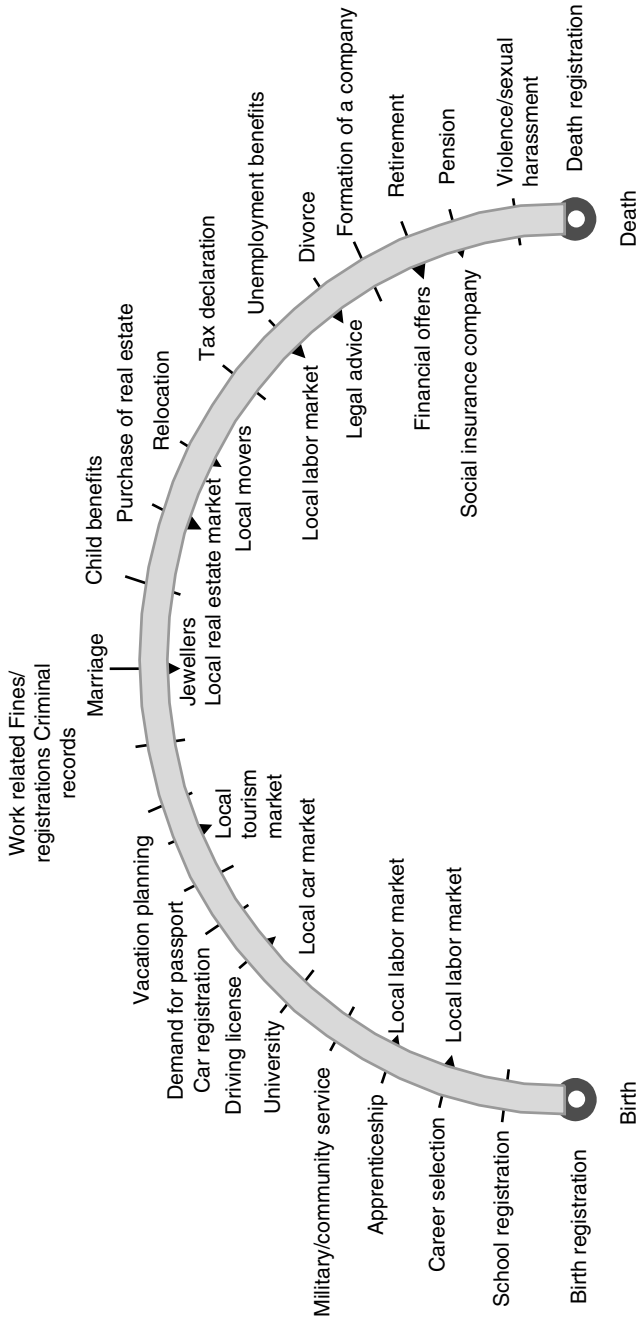 Work related Fines/
registrations Criminal
records
Marriage
Child benefits
Purchase of real estate
Relocation
Tax declaration
Unemployment benefits
Divorce
Formation of a company
Retirement
Pension
Violence/sexual
harassment
Death registration
Death
Vacation planning
Demand for passport
Car registration
Driving license
University
Military/community service
Apprenticeship
Career selection
School registration
Birth registration
Birth
Jewellers
Local real estate market
Local movers
Local labor market
Legal advice
Financial offers
Social insurance company
Local
tourism
market
Local car market
Local labor market
Local labor market